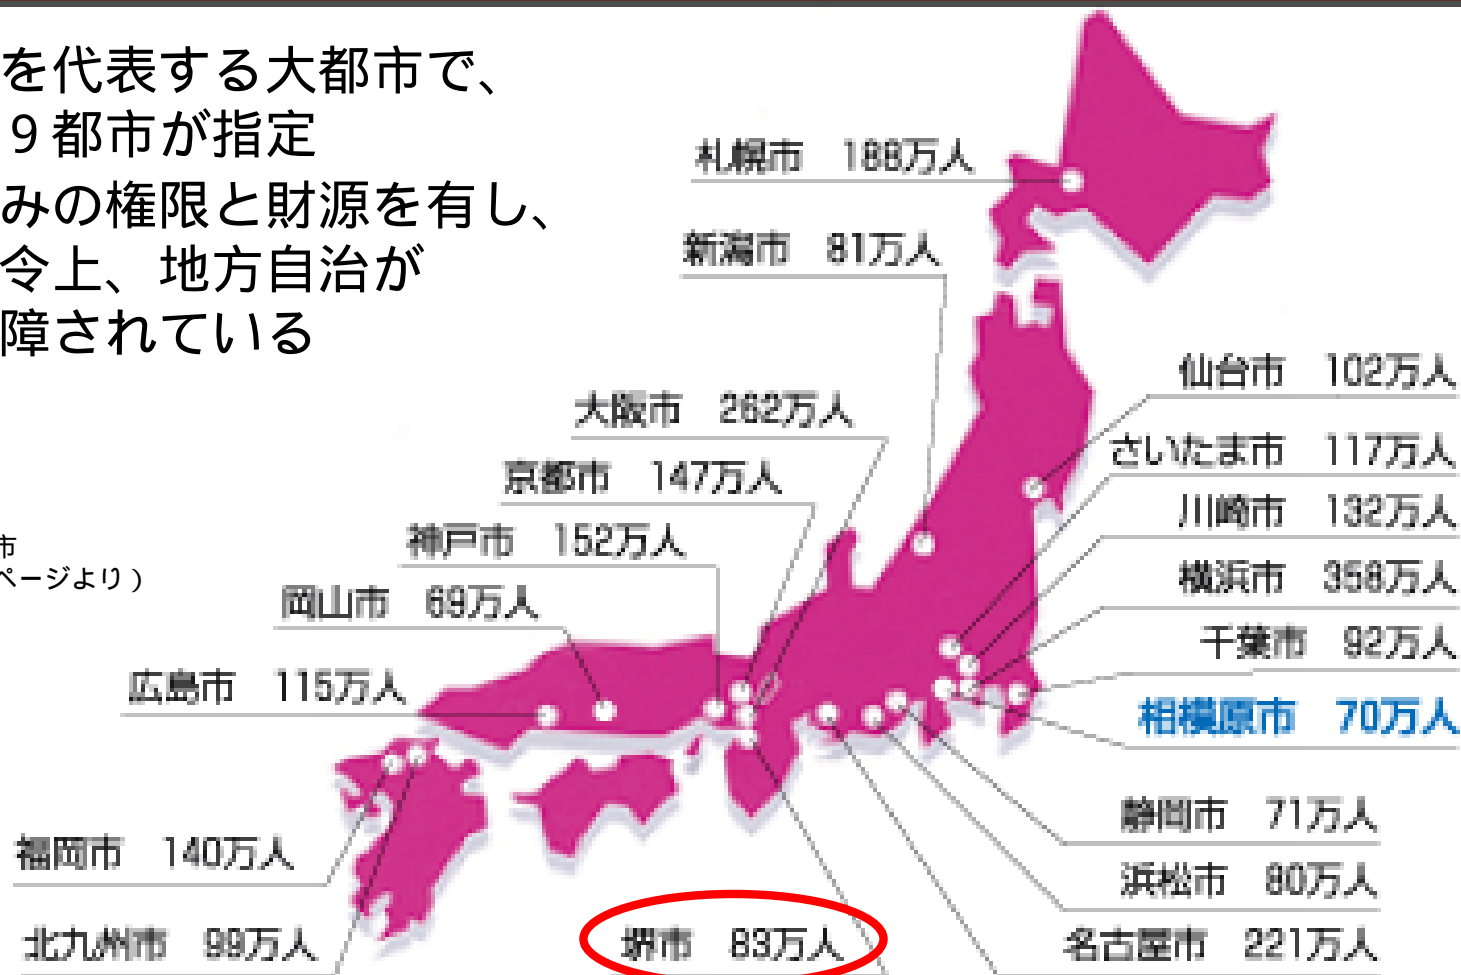 を代表する大都市で、
９都市が指定
みの権限と財源を有し、
令上、地方自治が
障されている
札幌市　188万人
新潟市　81万人
仙台市　102万人
大阪市　262万人
さいたま市　117万人
京都市　147万人
川崎市　132万人
神戸市　152万人
市
ページより）
横浜市　358万人
岡山市　69万人
千葉市　92万人
広島市　115万人
相模原市　70万人
静岡市　71万人
福岡市　140万人
浜松市　80万人
北九州市　99万人
堺市　83万人
名古屋市　221万人